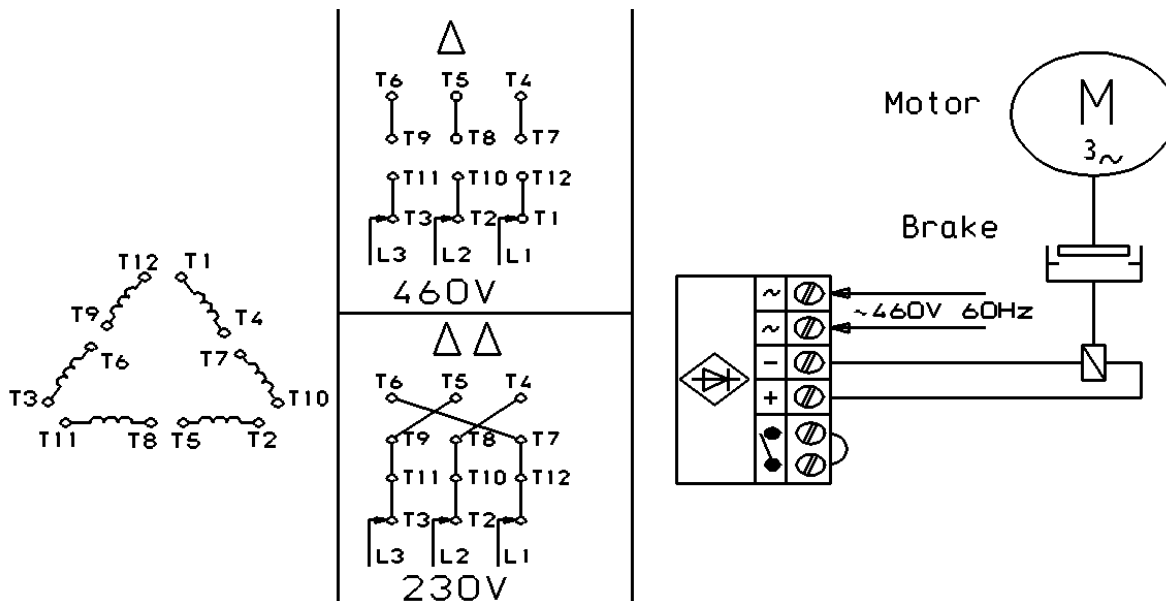 T12 T1
T9 T4
T6 T7
T3 T10
T11 T8 T5 T2
T6 T5 T4
T9 T8 T7
T11 T10 T12
T3 T2 T1
L3 L2 L1
460V
T6 T5 T4
T9 T8 T7
T11 T10 T12
T3 T2 T1
L3 L2 L1
230V
Motor
M
3~
Brake
~
~
−
+
~460V 60Hz